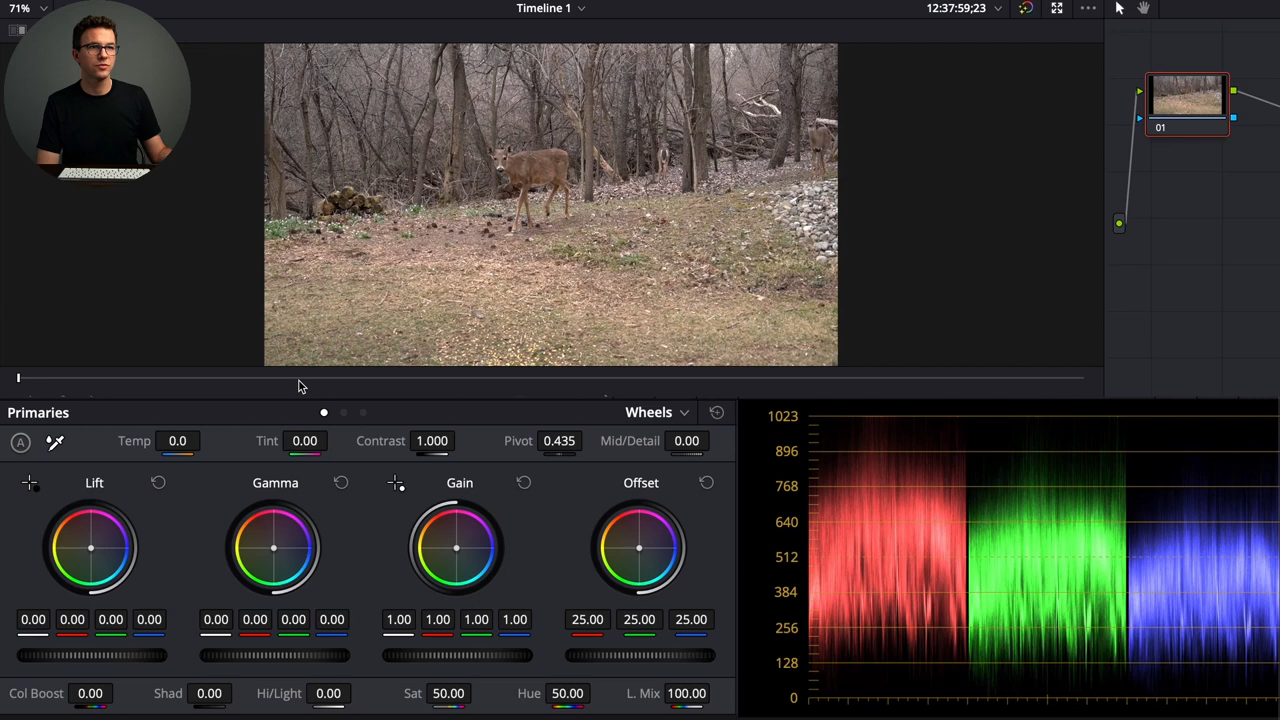 71% Timeline 1 12:37:59;23
01
Primaries Wheels
A Temp 0.0 Tint 0.00 Contrast 1.000 Pivot 0.435 Mid/Detail 0.00
Lift Gamma Gain Offset
0.00 0.00 0.00 0.00 0.00 0.00 0.00 0.00 1.00 1.00 1.00 1.00 25.00 25.00 25.00
Col Boost 0.00 Shad 0.00 Hi/Light 0.00 Sat 50.00 Hue 50.00 L. Mix 100.00
1023
896
768
640
512
384
256
128
0